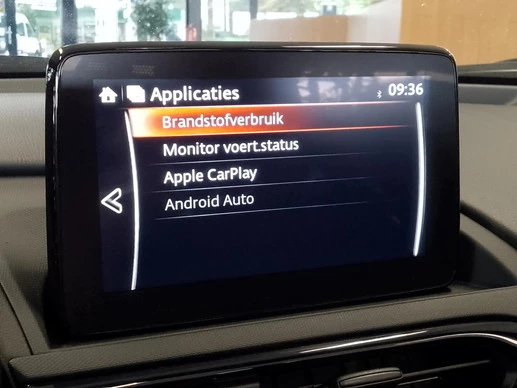 Applicaties 09:36
Brandstofverbruik
Monitor voert.status
Apple CarPlay
Android Auto